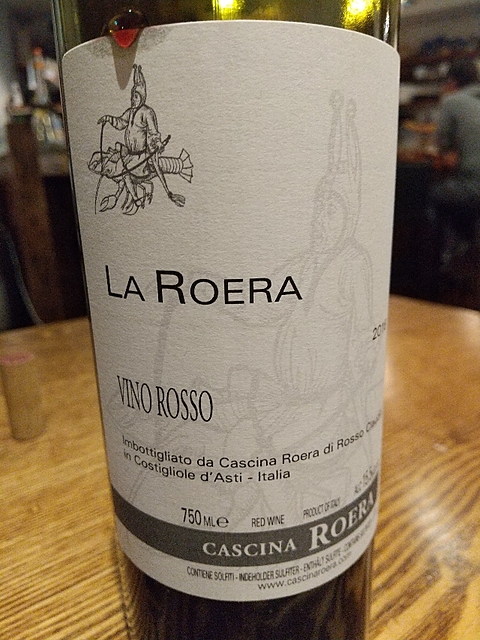 LA ROERA
VINO ROSSO
Imbottigliato da Cascina Roera di Rosso
in Costigliole d'Asti - Italia
750 ML e RED WINE PRODUCT OF ITALY
CASCINA ROERA
CONTIENE SOLFITI - INDEHOLDER SULFITER - ENTHÄLT SULFITE
www.cascinaroera.com